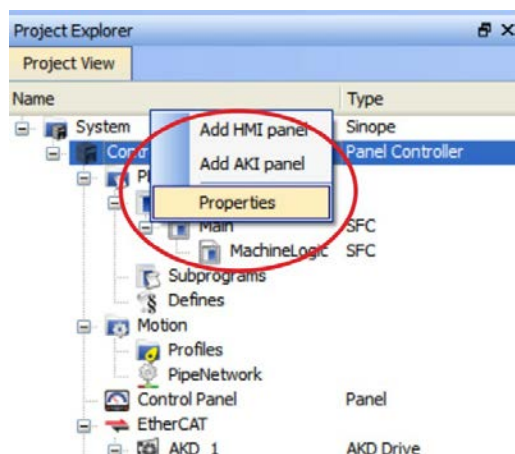 Project Explorer
Project View
Name Type
System Sinope
Add HMI panel
Panel Controller
Add AKI panel
Properties
Main SFC
MachineLogic SFC
Subprograms
Defines
Motion
Profiles
PipeNetwork
Control Panel Panel
EtherCAT
AKD_1 AKD Drive